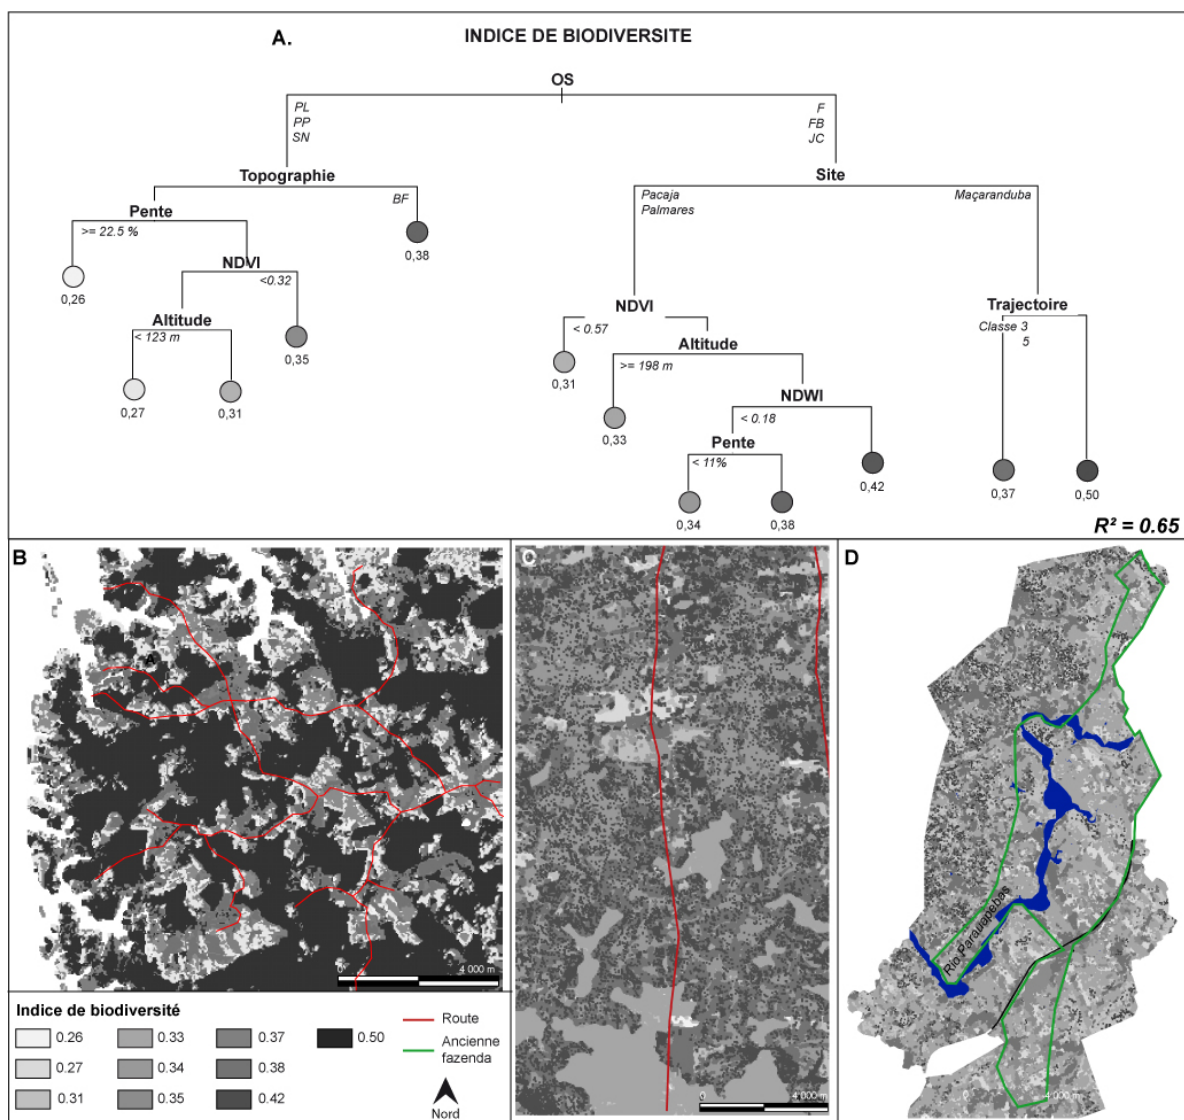 A.
INDICE DE BIODIVERSITE
OS
PL
PP
SN
F
FB
JC
Topographie
BF
0,38
Pente
>= 22.5 %
0,26
NDVI
<0.32
0,35
Altitude
< 123 m
0,27
0,31
Site
Pacaja
Palmares
Maçaranduba
NDVI
< 0.57
0,31
Altitude
>= 198 m
0,33
NDWI
< 0.18
0,42
Pente
< 11%
0,34
0,38
Trajectoire
Classe 3
5
0,37
0,50
R² = 0.65
B
A
0
4 000 m
C
0
4 000 m
D
Rio Parauapebas
0
4 000 m
Indice de biodiversité
0.26
0.33
0.37
0.50
0.27
0.34
0.38
0.31
0.35
0.42
Route
Ancienne
fazenda
Nord